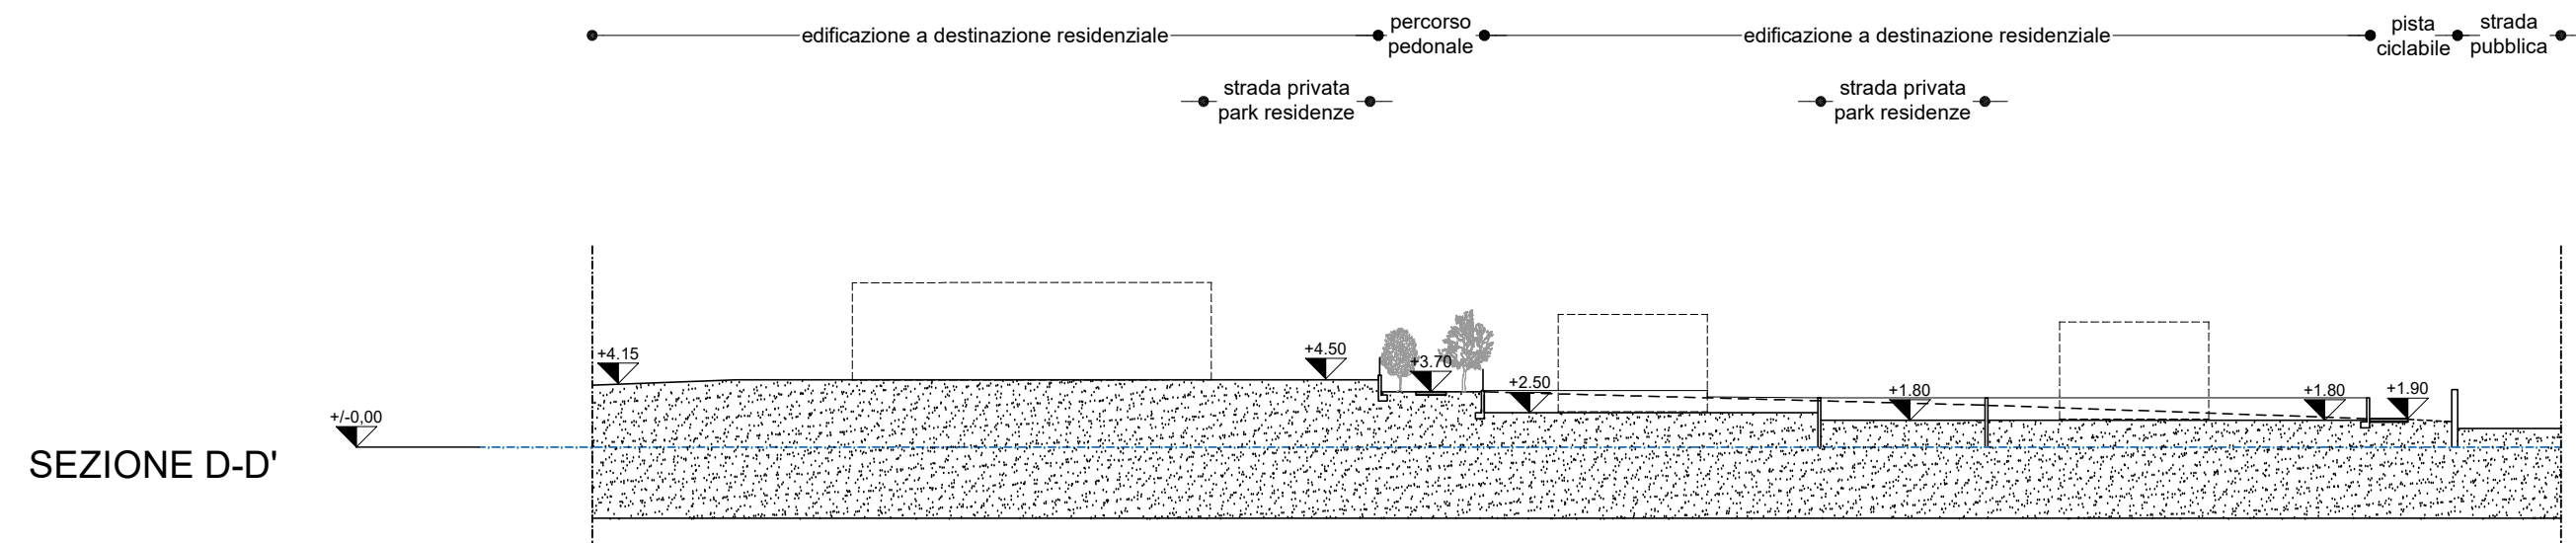 edificazione a destinazione residenziale
percorso
pedonale
edificazione a destinazione residenziale
pista
ciclabile
strada
pubblica
strada privata
park residenze
strada privata
park residenze
+4.15
+4.50
+3.70
+2.50
+1.80
+1.80
+1.90
+/-0,00
SEZIONE D-D'